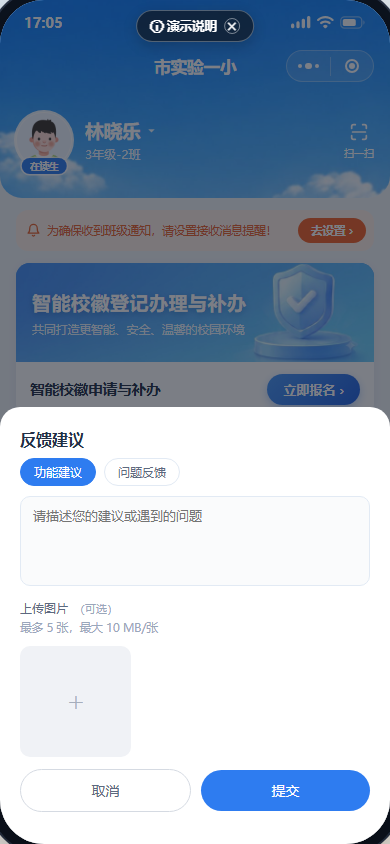 17:05
演示说明
市实验一小
林晓乐
3年级-2班
在读生
扫一扫
为确保收到班级通知，请设置接收消息提醒！
去设置 ›
智能校徽登记办理与补办
共同打造更智能、安全、温馨的校园环境
智能校徽申请与补办
立即报名 ›
反馈建议
功能建议
问题反馈
请描述您的建议或遇到的问题
上传图片 (可选)
最多 5 张，最大 10 MB/张
取消
提交